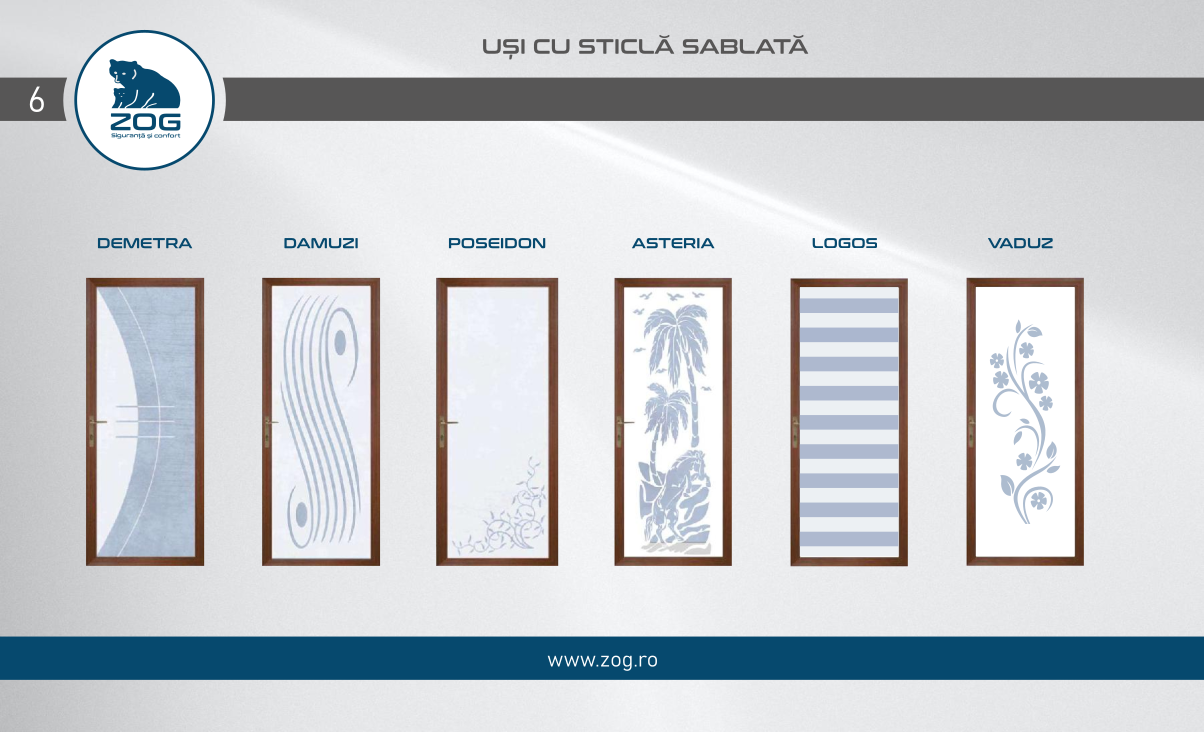 UȘI CU STICLĂ SABLATĂ
6
ZOG
Siguranță și confort
DEMETRA DAMUZI POSEIDON ASTERIA LOGOS VADUZ
www.zog.ro